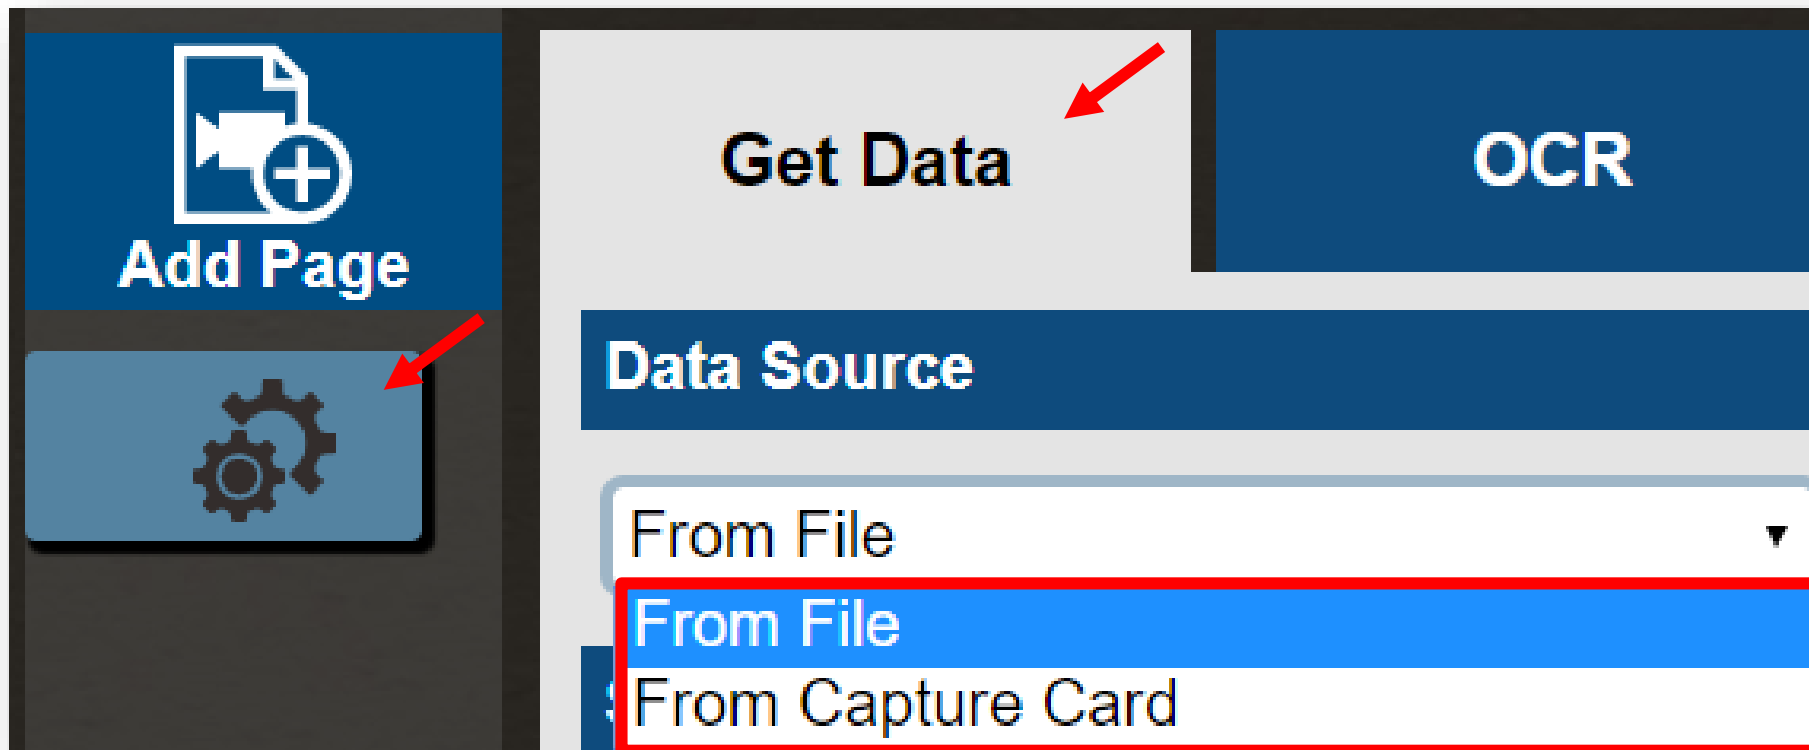 Add Page
Get Data
OCR
Data Source
From File
From File
From Capture Card